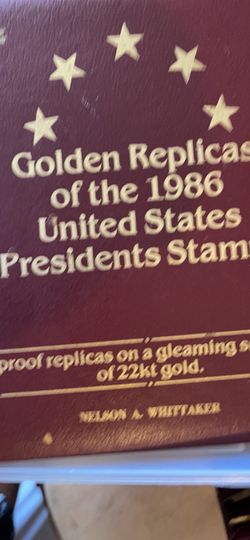 Golden Replicas
of the 1986
United States
Presidents Stam
proof replicas on a gleaming s
of 22kt gold.
NELSON A. WHITTAKER